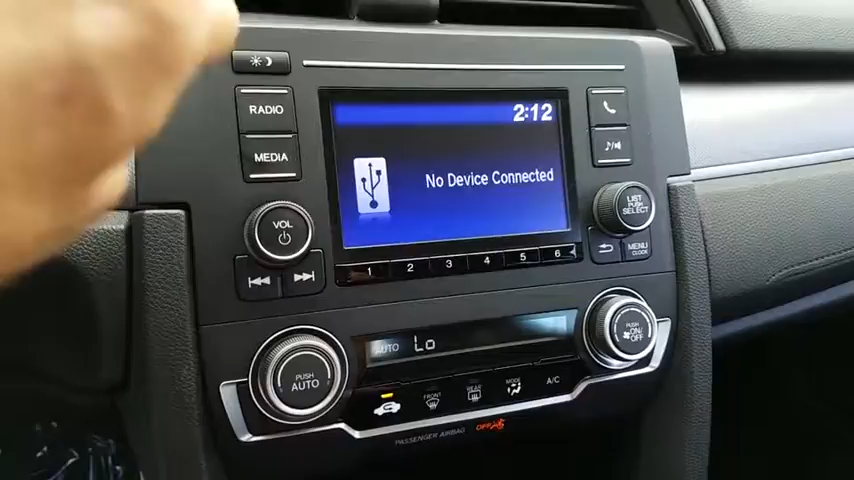 2:12
RADIO
MEDIA
No Device Connected
VOL
LIST
PUSH
SELECT
MENU
CLOCK
1 2 3 4 5 6
AUTO Lo
PUSH
AUTO
PUSH
ON/
OFF
FRONT
REAR
MODE
A/C
PASSENGER AIRBAG OFF